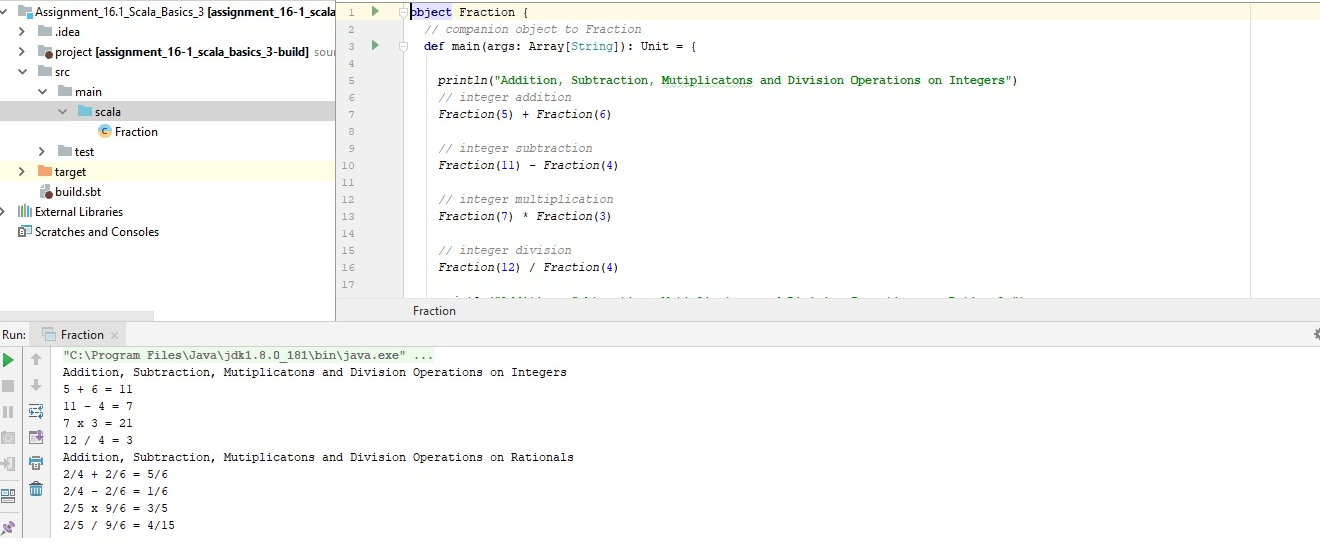 Assignment_16.1_Scala_Basics_3 [assignment_16-1_scala
.idea
project [assignment_16-1_scala_basics_3-build] sour
src
main
scala
Fraction
test
target
build.sbt
External Libraries
Scratches and Consoles
1 object Fraction {
2 // companion object to Fraction
3 def main(args: Array[String]): Unit = {
4
5 println("Addition, Subtraction, Mutiplicatons and Division Operations on Integers")
6 // integer addition
7 Fraction(5) + Fraction(6)
8
9 // integer subtraction
10 Fraction(11) - Fraction(4)
11
12 // integer multiplication
13 Fraction(7) * Fraction(3)
14
15 // integer division
16 Fraction(12) / Fraction(4)
17
Fraction
Run: Fraction
"C:\Program Files\Java\jdk1.8.0_181\bin\java.exe" ...
Addition, Subtraction, Mutiplicatons and Division Operations on Integers
5 + 6 = 11
11 - 4 = 7
7 x 3 = 21
12 / 4 = 3
Addition, Subtraction, Mutiplicatons and Division Operations on Rationals
2/4 + 2/6 = 5/6
2/4 - 2/6 = 1/6
2/5 x 9/6 = 3/5
2/5 / 9/6 = 4/15